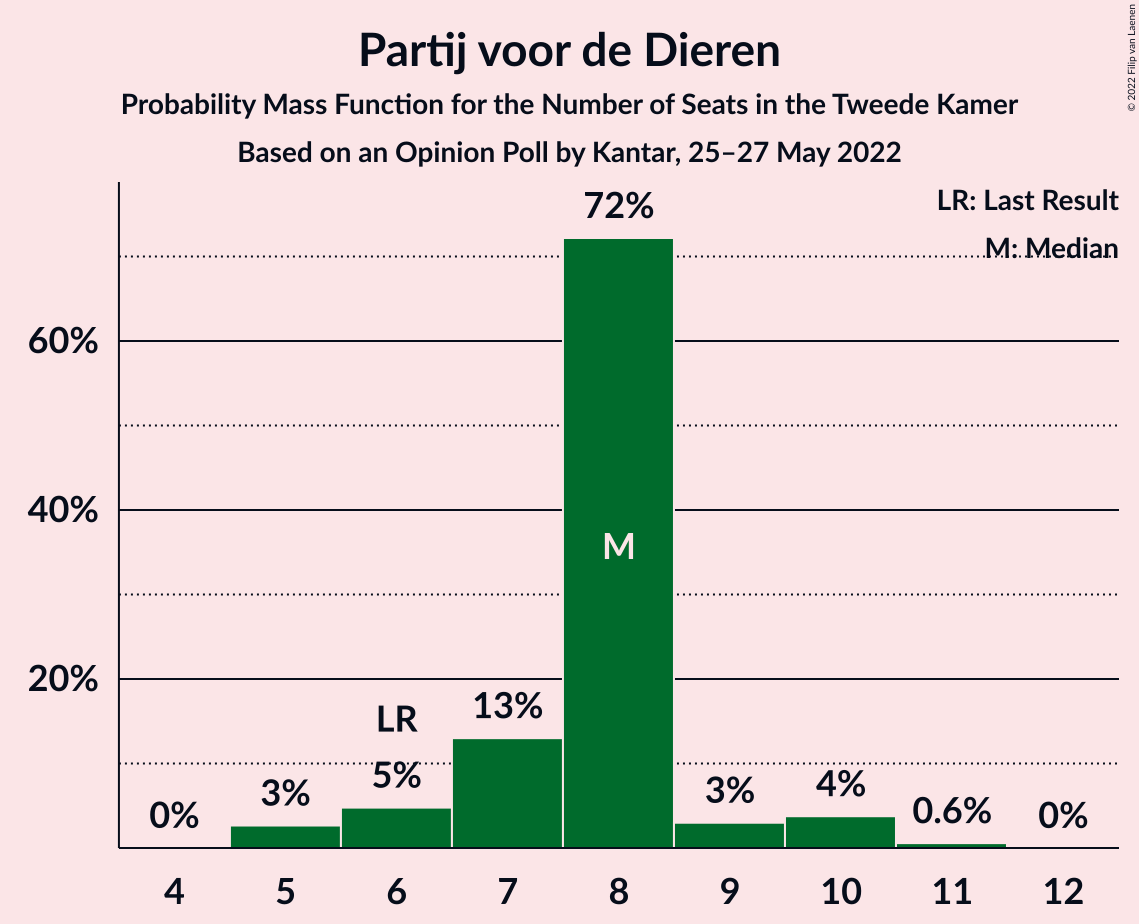 Partij voor de Dieren
Probability Mass Function for the Number of Seats in the Tweede Kamer
Based on an Opinion Poll by Kantar, 25–27 May 2022
© 2022 Filip van Laenen
LR: Last Result
M: Median
60%
40%
20%
0%
3%
LR
5%
13%
72%
M
3%
4%
0.6%
0%
4 5 6 7 8 9 10 11 12